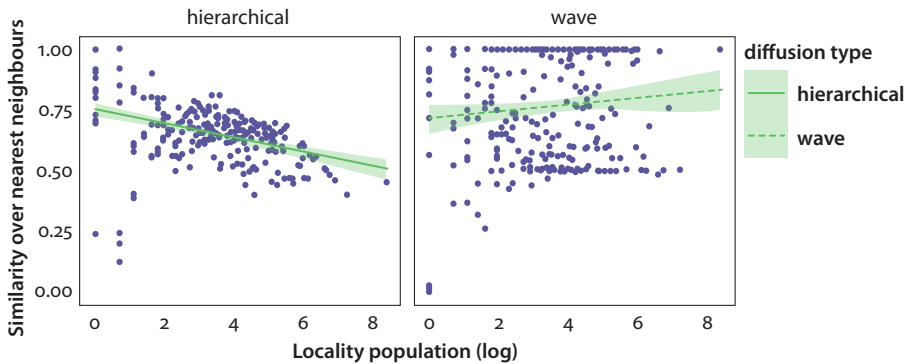 hierarchical
wave
Similarity over nearest neighbours
1.00
0.75
0.50
0.25
0.00
0 2 4 6 8
0 2 4 6 8
Locality population (log)
diffusion type
hierarchical
wave